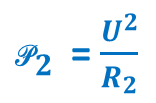 𝒫₂ = U²/R₂